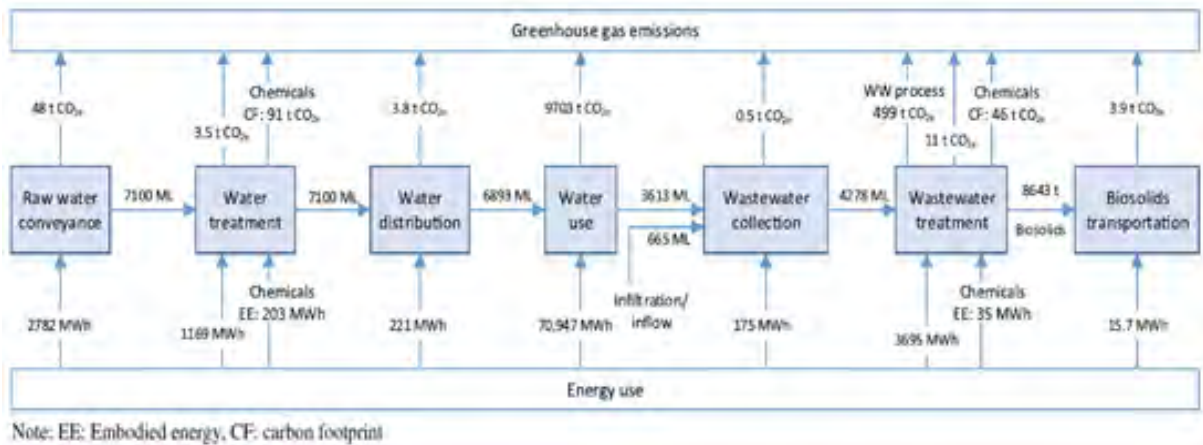 Greenhouse gas emissions
48 t CO₂ₑ
3.5 t CO₂ₑ
Chemicals
CF: 91 t CO₂ₑ
3.8 t CO₂ₑ
9703 t CO₂ₑ
0.5 t CO₂ₑ
WW process
499 t CO₂ₑ
11 t CO₂ₑ
Chemicals
CF: 46 t CO₂ₑ
3.9 t CO₂ₑ
Raw water
conveyance
7100 ML
Water
treatment
7100 ML
Water
distribution
6893 ML
Water
use
3613 ML
665 ML
Infiltration/
inflow
Wastewater
collection
4278 ML
Wastewater
treatment
8643 t
Biosolids
Biosolids
transportation
2782 MWh
1169 MWh
Chemicals
EE: 203 MWh
221 MWh
70,947 MWh
175 MWh
3695 MWh
Chemicals
EE: 35 MWh
15.7 MWh
Energy use
Note: EE: Embodied energy, CF: carbon footprint